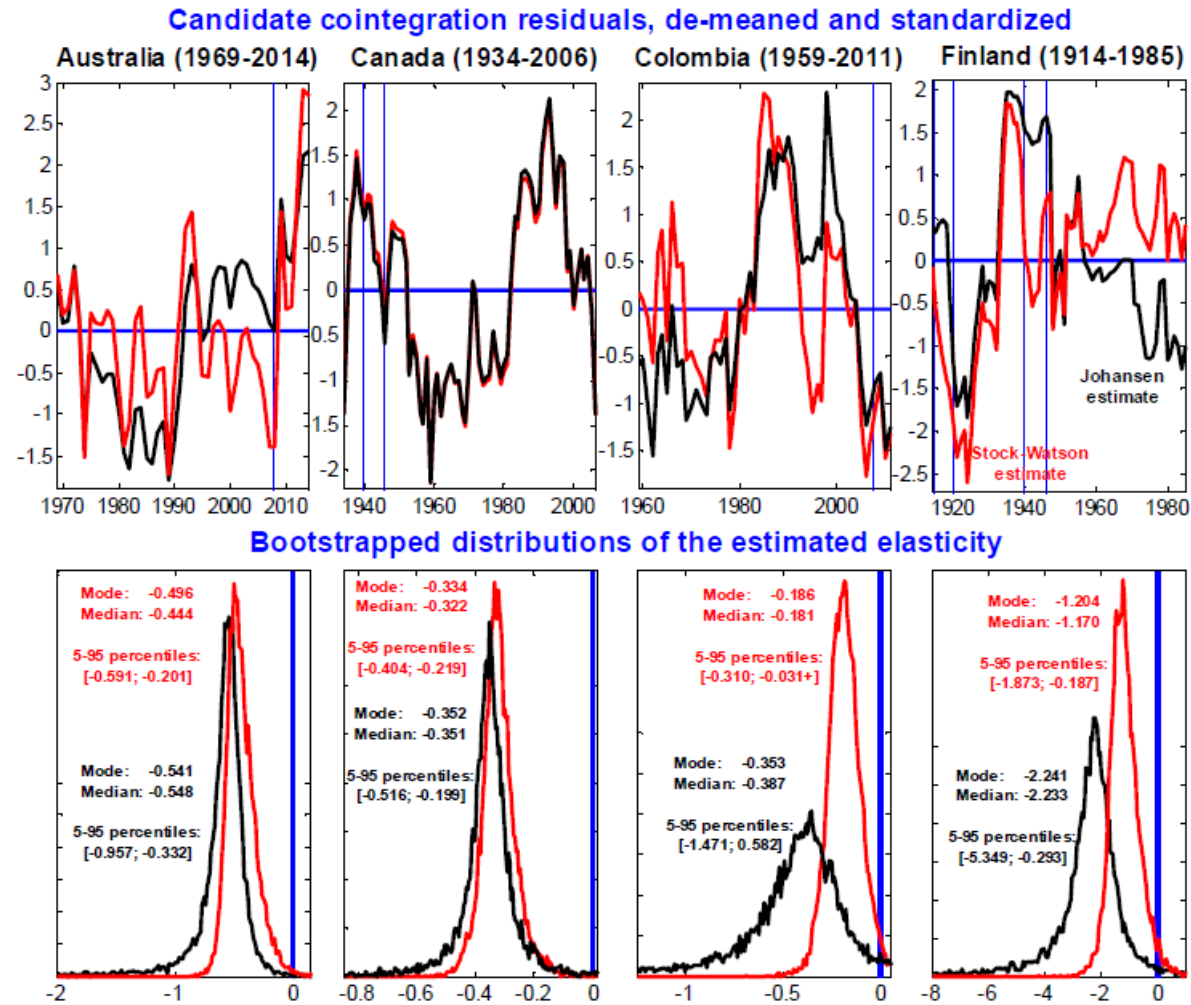 Candidate cointegration residuals, de-meaned and standardized
Australia (1969-2014)
Canada (1934-2006)
Colombia (1959-2011)
Finland (1914-1985)
3
2.5
2
1.5
1
0.5
0
-0.5
-1
-1.5
1970 1980 1990 2000 2010
2
1.5
1
0.5
0
-0.5
-1
-1.5
-2
1940 1960 1980 2000
2
1.5
1
0.5
0
-0.5
-1
-1.5
1960 1980 2000
2
1.5
1
0.5
0
-0.5
-1
-1.5
-2
-2.5
Johansen
estimate
Stock-Watson
estimate
1920 1940 1960 1980
Bootstrapped distributions of the estimated elasticity
Mode: -0.496
Median: -0.444
5-95 percentiles:
[-0.591; -0.201]
Mode: -0.541
Median: -0.548
5-95 percentiles:
[-0.957; -0.332]
-2 -1 0
Mode: -0.334
Median: -0.322
5-95 percentiles:
[-0.404; -0.219]
Mode: -0.352
Median: -0.351
5-95 percentiles:
[-0.516; -0.199]
-0.8 -0.6 -0.4 -0.2 0
Mode: -0.186
Median: -0.181
5-95 percentiles:
[-0.310; -0.031+]
Mode: -0.353
Median: -0.387
5-95 percentiles:
[-1.471; 0.582]
-1 -0.5 0
Mode: -1.204
Median: -1.170
5-95 percentiles:
[-1.873; -0.187]
Mode: -2.241
Median: -2.233
5-95 percentiles:
[-5.349; -0.293]
-8 -6 -4 -2 0